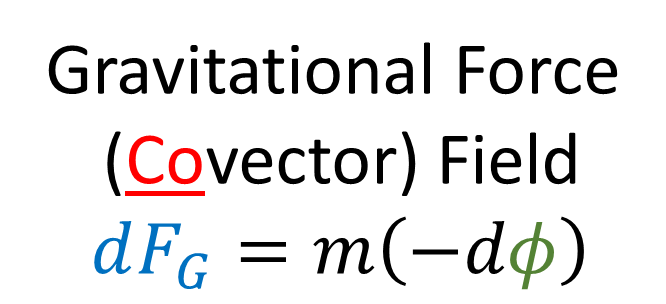 Gravitational Force
(Covector) Field
𝑑𝐹_𝐺 = 𝑚(−𝑑𝜙)